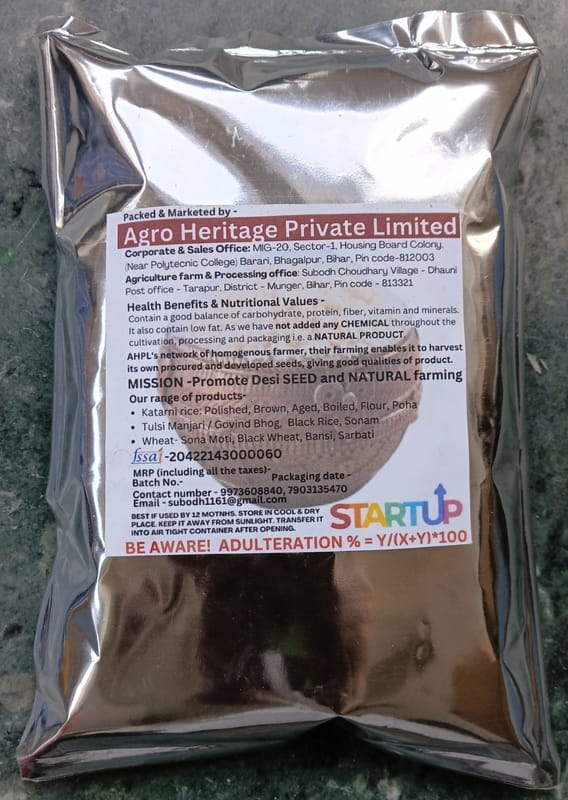 Packed & Marketed by -
Agro Heritage Private Limited
Corporate & Sales Office: MIG-20, Sector-1, Housing Board Colony,
(Near Polytecnic College) Barari, Bhagalpur, Bihar, Pin code-812003
Agriculture farm & Processing office: Subodh Choudhary Village - Dhauni
Post office - Tarapur, District - Munger, Bihar, Pin code - 813321
Health Benefits & Nutritional Values -
Contain a good balance of carbohydrate, protein, fiber, vitamin and minerals.
It also contain low fat. As we have not added any CHEMICAL throughout the
cultivation, processing and packaging i.e. a NATURAL PRODUCT.
AHPL's network of homogenous farmer, their farming enables it to harvest
its own procured and developed seeds, giving good qualities of product.
MISSION -Promote Desi SEED and NATURAL farming
Our range of products-
• Katarni rice: Polished, Brown, Aged, Boiled, Flour, Poha
• Tulsi Manjari / Govind Bhog, Black Rice, Sonam
• Wheat- Sona Moti, Black Wheat, Bansi, Sarbati
fssai -20422143000060
MRP (including all the taxes)-
Batch No.- Packaging date -
Contact number - 9973608840, 7903135470
Email - subodh1161@gmail.com
BEST IF USED BY 12 MOTNHS. STORE IN COOL & DRY
PLACE. KEEP IT AWAY FROM SUNLIGHT. TRANSFER IT
INTO AIR TIGHT CONTAINER AFTER OPENING.
STARTUP
BE AWARE! ADULTERATION % = Y/(X+Y)*100